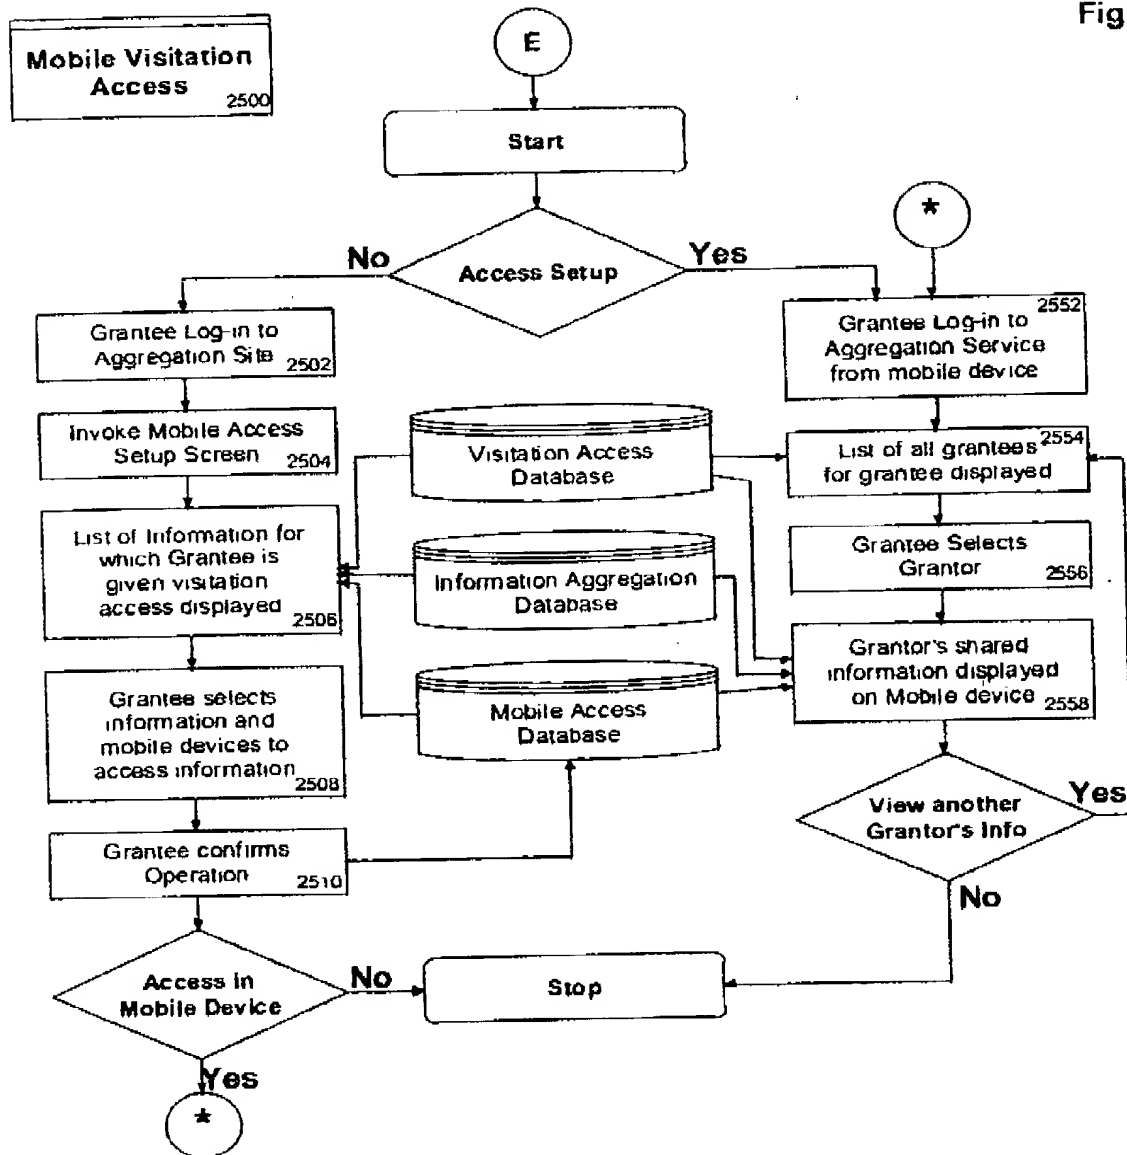 Fig
Mobile Visitation
Access
2500
E
Start
Access Setup
No
Yes
*
Grantee Log-in to
Aggregation Site
2502
Invoke Mobile Access
Setup Screen
2504
List of Information for
which Grantee is
given visitation
access displayed
2506
Grantee selects
information and
mobile devices to
access information
2508
Grantee confirms
Operation
2510
Access in
Mobile Device
No
Yes
*
Visitation Access
Database
Information Aggregation
Database
Mobile Access
Database
Stop
2552
Grantee Log-in to
Aggregation Service
from mobile device
2554
List of all grantees
for grantee displayed
Grantee Selects
Grantor
2556
Grantor's shared
information displayed
on Mobile device
2558
View another
Grantor's Info
Yes
No